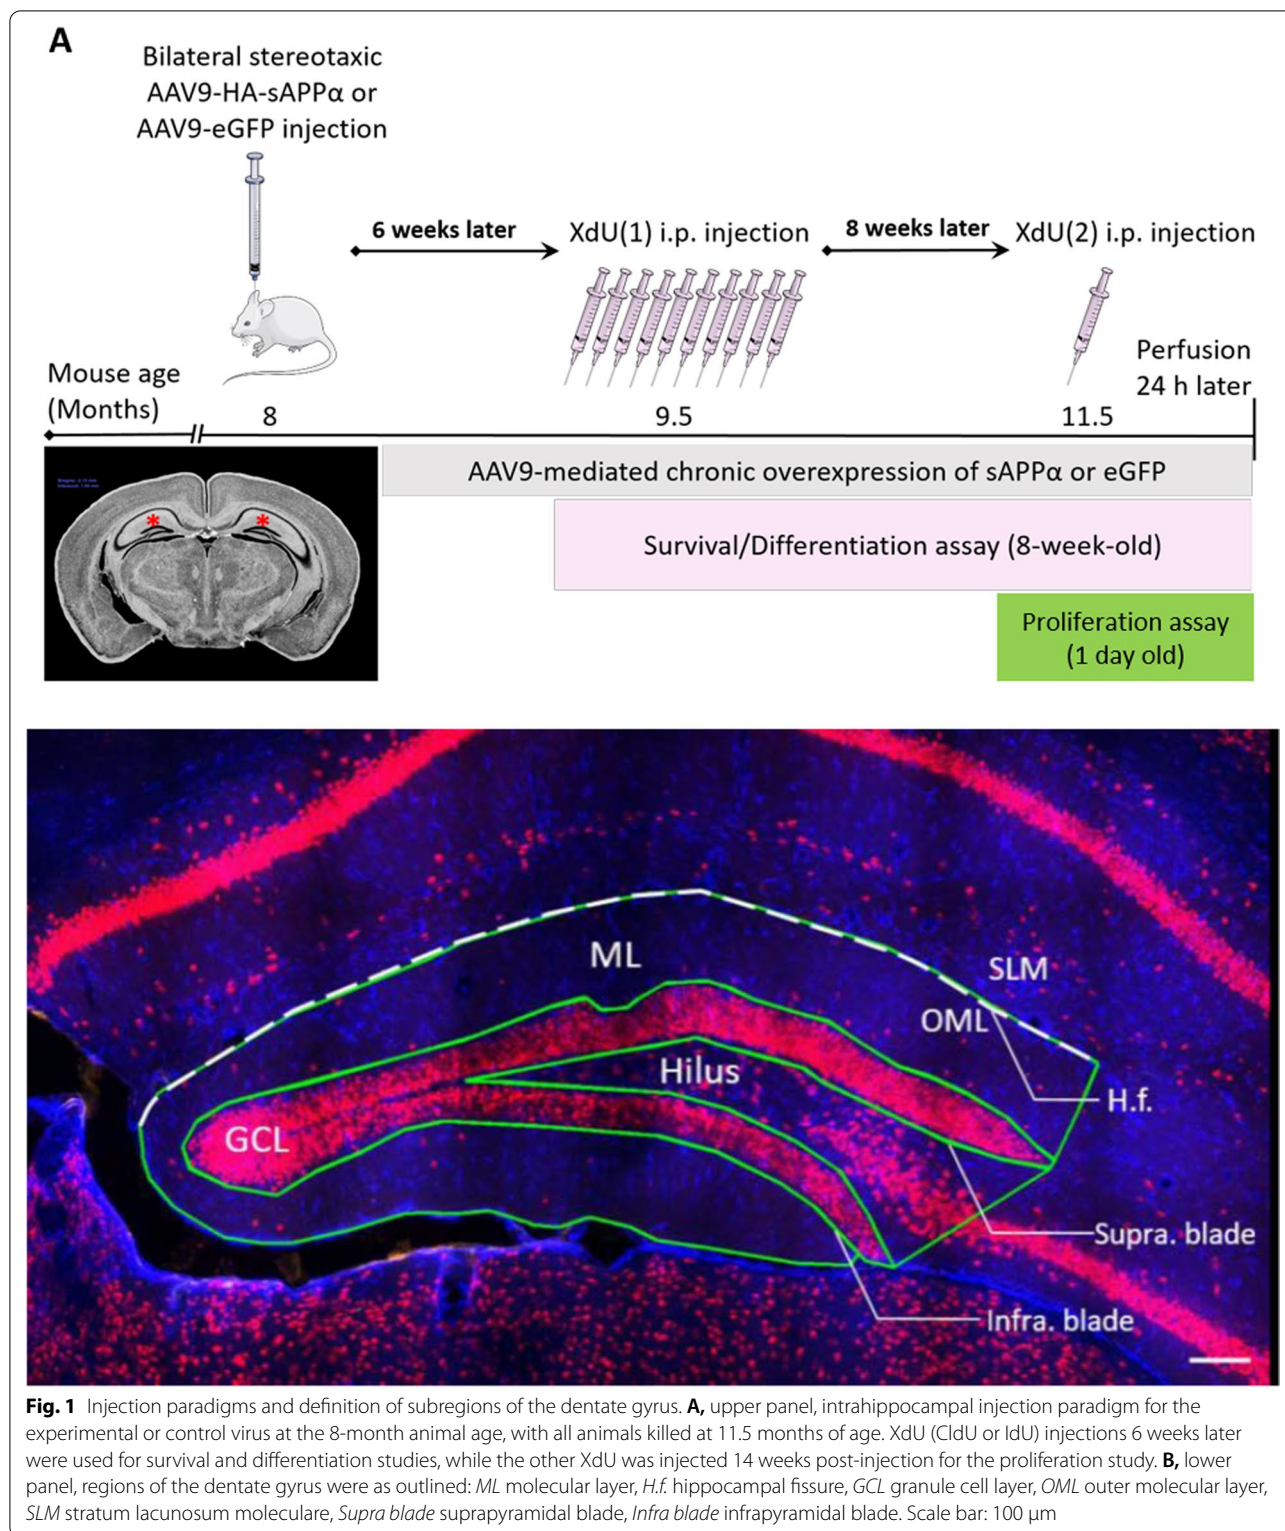 A
Bilateral stereotaxic
AAV9-HA-sAPPα or
AAV9-eGFP injection
6 weeks later
XdU(1) i.p. injection
8 weeks later
XdU(2) i.p. injection
Perfusion
24 h later
Mouse age
(Months)
8
9.5
11.5
AAV9-mediated chronic overexpression of sAPPα or eGFP
Survival/Differentiation assay (8-week-old)
Proliferation assay
(1 day old)
ML
SLM
OML
Hilus
H.f.
GCL
Supra. blade
Infra. blade
Fig. 1 Injection paradigms and definition of subregions of the dentate gyrus. A, upper panel, intrahippocampal injection paradigm for the
experimental or control virus at the 8-month animal age, with all animals killed at 11.5 months of age. XdU (CldU or IdU) injections 6 weeks later
were used for survival and differentiation studies, while the other XdU was injected 14 weeks post-injection for the proliferation study. B, lower
panel, regions of the dentate gyrus were as outlined: ML molecular layer, H.f. hippocampal fissure, GCL granule cell layer, OML outer molecular layer,
SLM stratum lacunosum moleculare, Supra blade suprapyramidal blade, Infra blade infrapyramidal blade. Scale bar: 100 µm